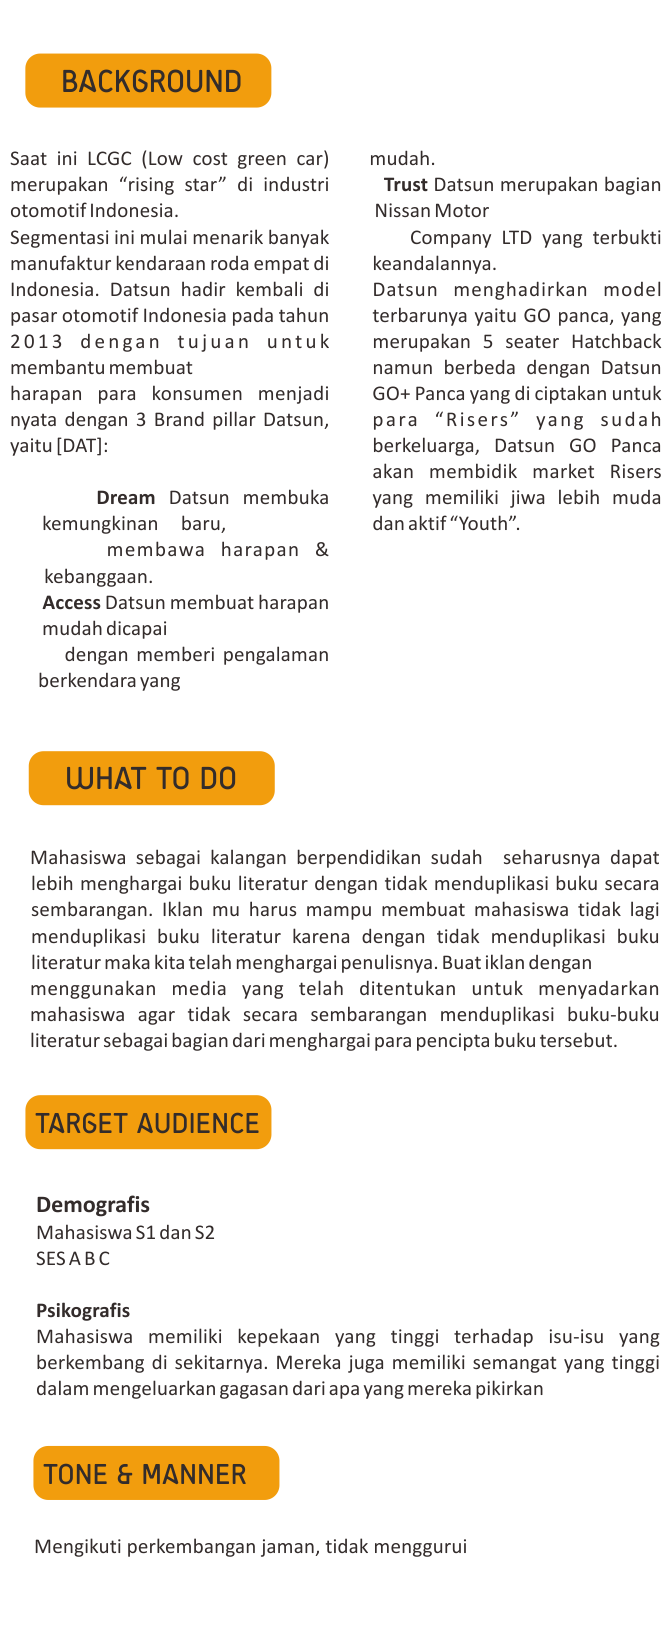 BACKGROUND
Saat ini LCGC (Low cost green car)
merupakan “rising star” di industri
otomotif Indonesia.
Segmentasi ini mulai menarik banyak
manufaktur kendaraan roda empat di
Indonesia. Datsun hadir kembali di
pasar otomotif Indonesia pada tahun
2013 dengan tujuan untuk
membantu membuat
harapan para konsumen menjadi
nyata dengan 3 Brand pillar Datsun,
yaitu [DAT]:
Dream Datsun membuka
kemungkinan baru,
membawa harapan &
kebanggaan.
Access Datsun membuat harapan
mudah dicapai
dengan memberi pengalaman
berkendara yang
mudah.
Trust Datsun merupakan bagian
Nissan Motor
Company LTD yang terbukti
keandalannya.
Datsun menghadirkan model
terbarunya yaitu GO panca, yang
merupakan 5 seater Hatchback
namun berbeda dengan Datsun
GO+ Panca yang di ciptakan untuk
para “Risers” yang sudah
berkeluarga, Datsun GO Panca
akan membidik market Risers
yang memiliki jiwa lebih muda
dan aktif “Youth”.
WHAT TO DO
Mahasiswa sebagai kalangan berpendidikan sudah seharusnya dapat
lebih menghargai buku literatur dengan tidak menduplikasi buku secara
sembarangan. Iklan mu harus mampu membuat mahasiswa tidak lagi
menduplikasi buku literatur karena dengan tidak menduplikasi buku
literatur maka kita telah menghargai penulisnya. Buat iklan dengan
menggunakan media yang telah ditentukan untuk menyadarkan
mahasiswa agar tidak secara sembarangan menduplikasi buku-buku
literatur sebagai bagian dari menghargai para pencipta buku tersebut.
TARGET AUDIENCE
Demografis
Mahasiswa S1 dan S2
SES A B C
Psikografis
Mahasiswa memiliki kepekaan yang tinggi terhadap isu-isu yang
berkembang di sekitarnya. Mereka juga memiliki semangat yang tinggi
dalam mengeluarkan gagasan dari apa yang mereka pikirkan
TONE & MANNER
Mengikuti perkembangan jaman, tidak menggurui